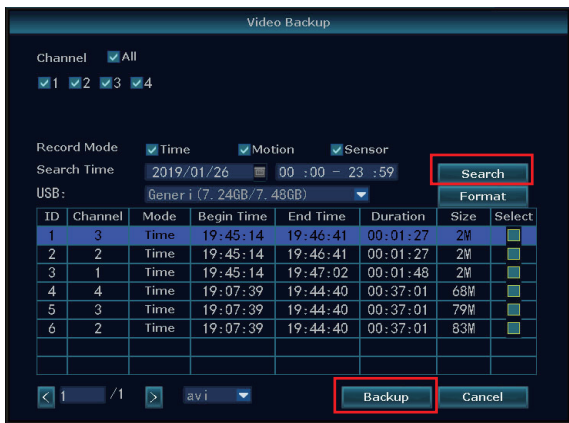 Video Backup
Channel All
1 2 3 4
Record Mode Time Motion Sensor
Search Time 2019/01/26 00 :00 - 23 :59 Search
USB: Generi(7.24GB/7.48GB) Format
ID Channel Mode Begin Time End Time Duration Size Select
1 3 Time 19:45:14 19:46:41 00:01:27 2M
2 2 Time 19:45:14 19:46:41 00:01:27 2M
3 1 Time 19:45:14 19:47:02 00:01:48 2M
4 4 Time 19:07:39 19:44:40 00:37:01 68M
5 3 Time 19:07:39 19:44:40 00:37:01 79M
6 2 Time 19:07:39 19:44:40 00:37:01 83M
< 1 /1 > avi Backup Cancel